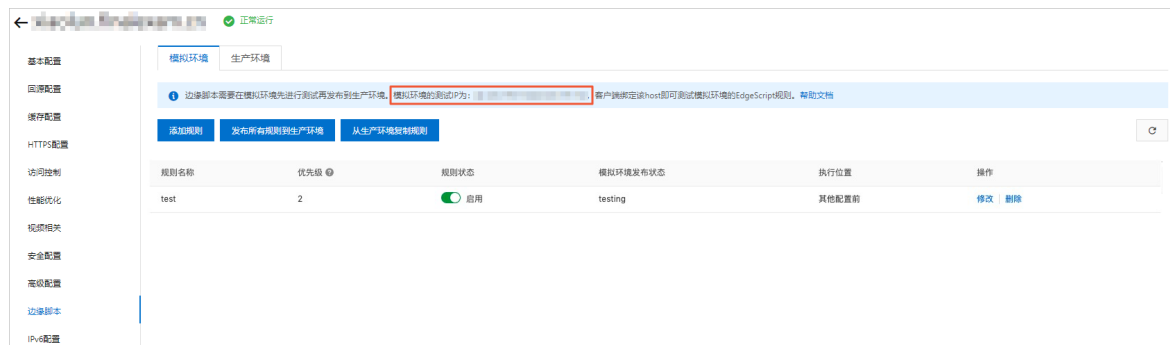 正常运行
基本配置
回源配置
缓存配置
HTTPS配置
访问控制
性能优化
视频相关
安全配置
高级配置
边缘脚本
IPv6配置
模拟环境 生产环境
边缘脚本需要在模拟环境先进行测试再发布到生产环境。模拟环境的测试IP为： ，客户端绑定该host即可测试模拟环境的EdgeScript规则。帮助文档
添加规则 发布所有规则到生产环境 从生产环境复制规则
规则名称 优先级 规则状态 模拟环境发布状态 执行位置 操作
test 2 启用 testing 其他配置前 修改 删除